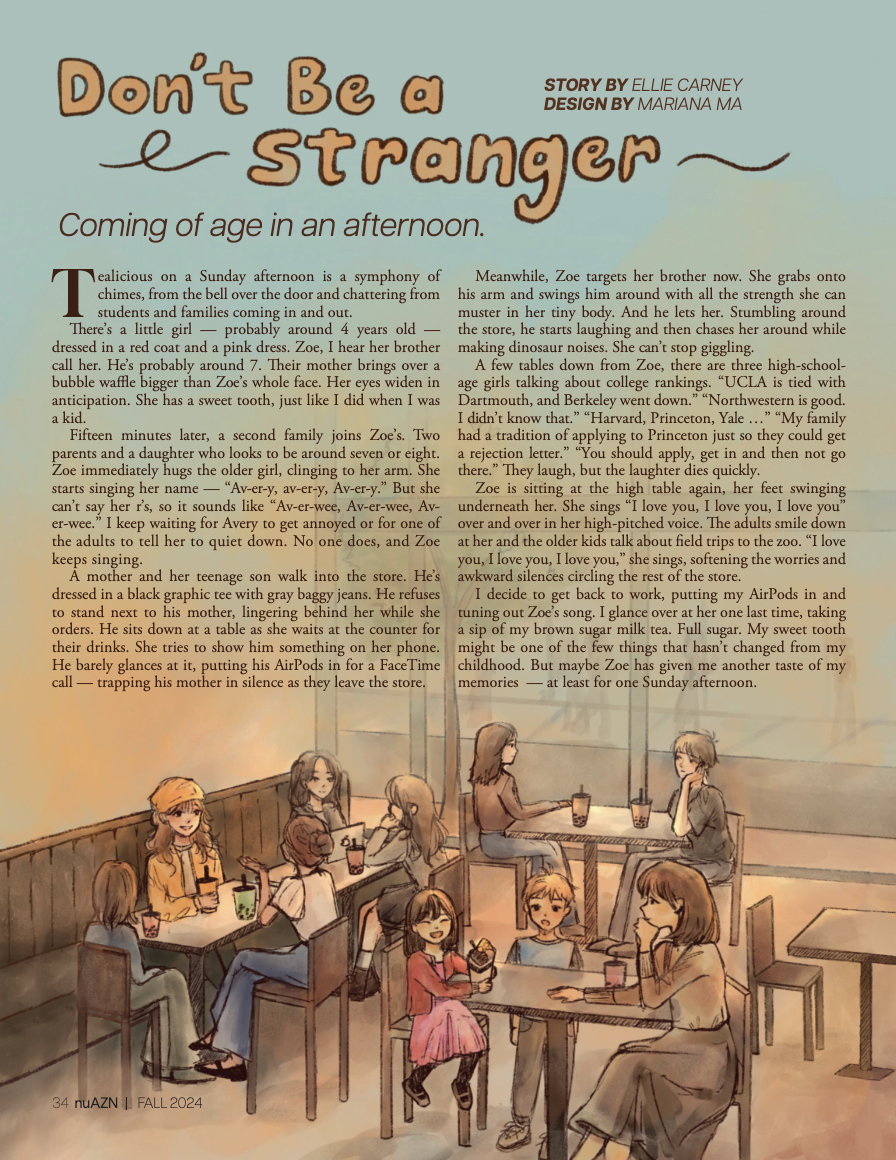 Don't Be a
Stranger
STORY BY ELLIE CARNEY
DESIGN BY MARIANA MA
Coming of age in an afternoon.
Tealicious on a Sunday afternoon is a symphony of
chimes, from the bell over the door and chattering from
students and families coming in and out.
There's a little girl — probably around 4 years old —
dressed in a red coat and a pink dress. Zoe, I hear her brother
call her. He's probably around 7. Their mother brings over a
bubble waffle bigger than Zoe's whole face. Her eyes widen in
anticipation. She has a sweet tooth, just like I did when I was
a kid.
Fifteen minutes later, a second family joins Zoe's. Two
parents and a daughter who looks to be around seven or eight.
Zoe immediately hugs the older girl, clinging to her arm. She
starts singing her name — “Av-er-y, av-er-y, Av-er-y.” But she
can't say her r's, so it sounds like “Av-er-wee, Av-er-wee, Av-
er-wee.” I keep waiting for Avery to get annoyed or for one of
the adults to tell her to quiet down. No one does, and Zoe
keeps singing.
A mother and her teenage son walk into the store. He's
dressed in a black graphic tee with gray baggy jeans. He refuses
to stand next to his mother, lingering behind her while she
orders. He sits down at a table as she waits at the counter for
their drinks. She tries to show him something on her phone.
He barely glances at it, putting his AirPods in for a FaceTime
call — trapping his mother in silence as they leave the store.
Meanwhile, Zoe targets her brother now. She grabs onto
his arm and swings him around with all the strength she can
muster in her tiny body. And he lets her. Stumbling around
the store, he starts laughing and then chases her around while
making dinosaur noises. She can't stop giggling.
A few tables down from Zoe, there are three high-school-
age girls talking about college rankings. “UCLA is tied with
Dartmouth, and Berkeley went down.” “Northwestern is good.
I didn't know that.” “Harvard, Princeton, Yale …” “My family
had a tradition of applying to Princeton just so they could get
a rejection letter.” “You should apply, get in and then not go
there.” They laugh, but the laughter dies quickly.
Zoe is sitting at the high table again, her feet swinging
underneath her. She sings “I love you, I love you, I love you”
over and over in her high-pitched voice. The adults smile down
at her and the older kids talk about field trips to the zoo. “I love
you, I love you, I love you,” she sings, softening the worries and
awkward silences circling the rest of the store.
I decide to get back to work, putting my AirPods in and
tuning out Zoe's song. I glance over at her one last time, taking
a sip of my brown sugar milk tea. Full sugar. My sweet tooth
might be one of the few things that hasn't changed from my
childhood. But maybe Zoe has given me another taste of my
memories — at least for one Sunday afternoon.
34 nuAZN | FALL 2024